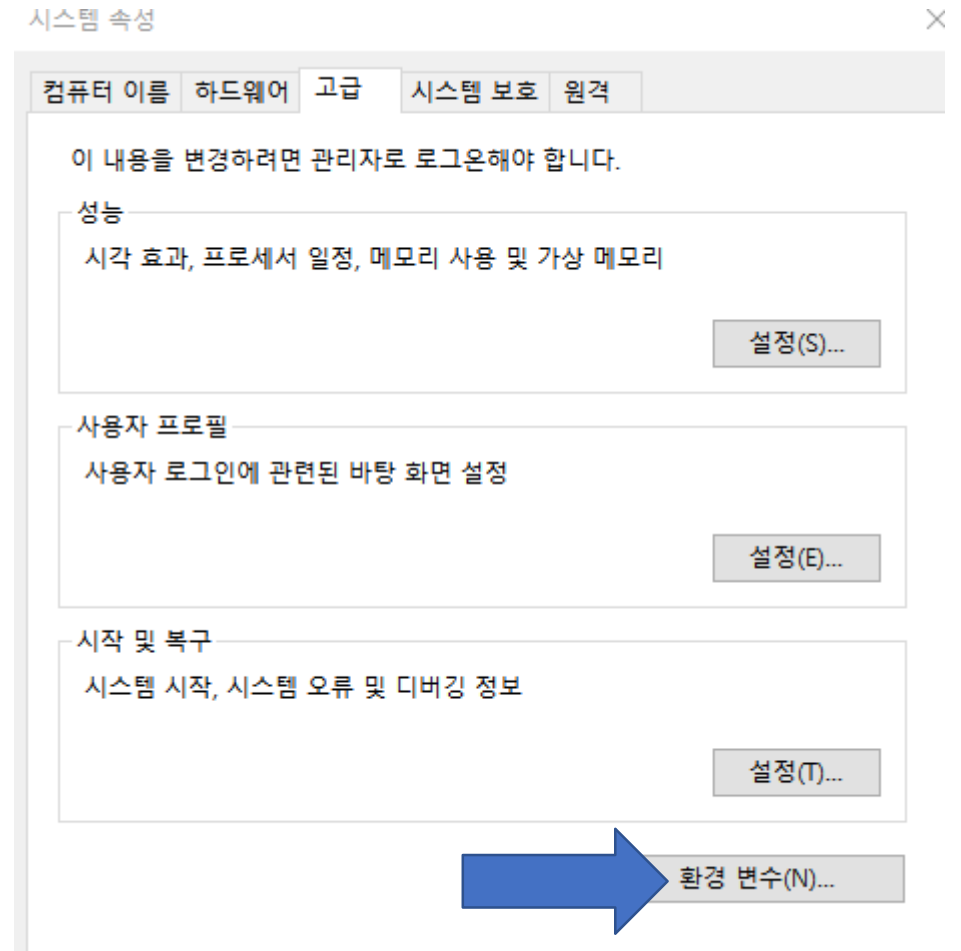 시스템 속성
컴퓨터 이름 하드웨어 고급 시스템 보호 원격
이 내용을 변경하려면 관리자로 로그온해야 합니다.
성능
시각 효과, 프로세서 일정, 메모리 사용 및 가상 메모리
설정(S)...
사용자 프로필
사용자 로그인에 관련된 바탕 화면 설정
설정(E)...
시작 및 복구
시스템 시작, 시스템 오류 및 디버깅 정보
설정(T)...
환경 변수(N)...